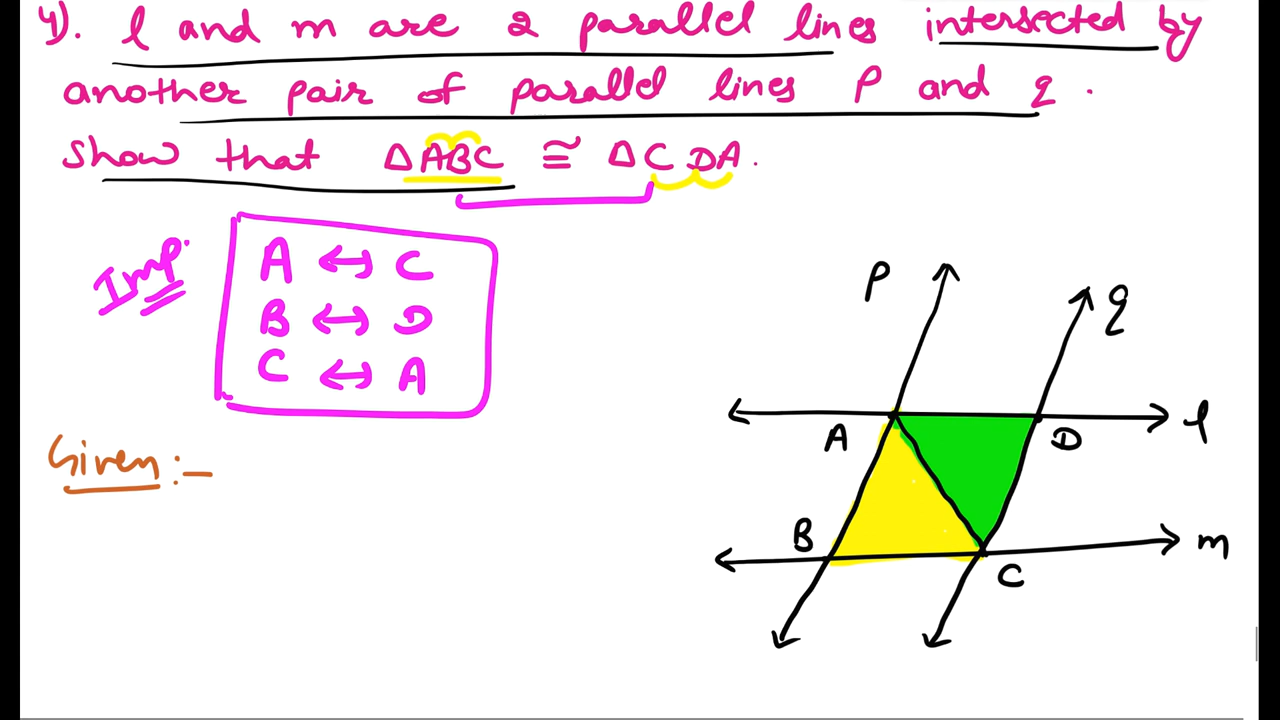 4). l and m are 2 parallel lines intersected by
another pair of parallel lines P and q.
Show that ΔABC ≅ ΔCDA.
Imp.
A ↔ C
B ↔ D
C ↔ A
Given :-
P
q
A
D
l
B
C
m